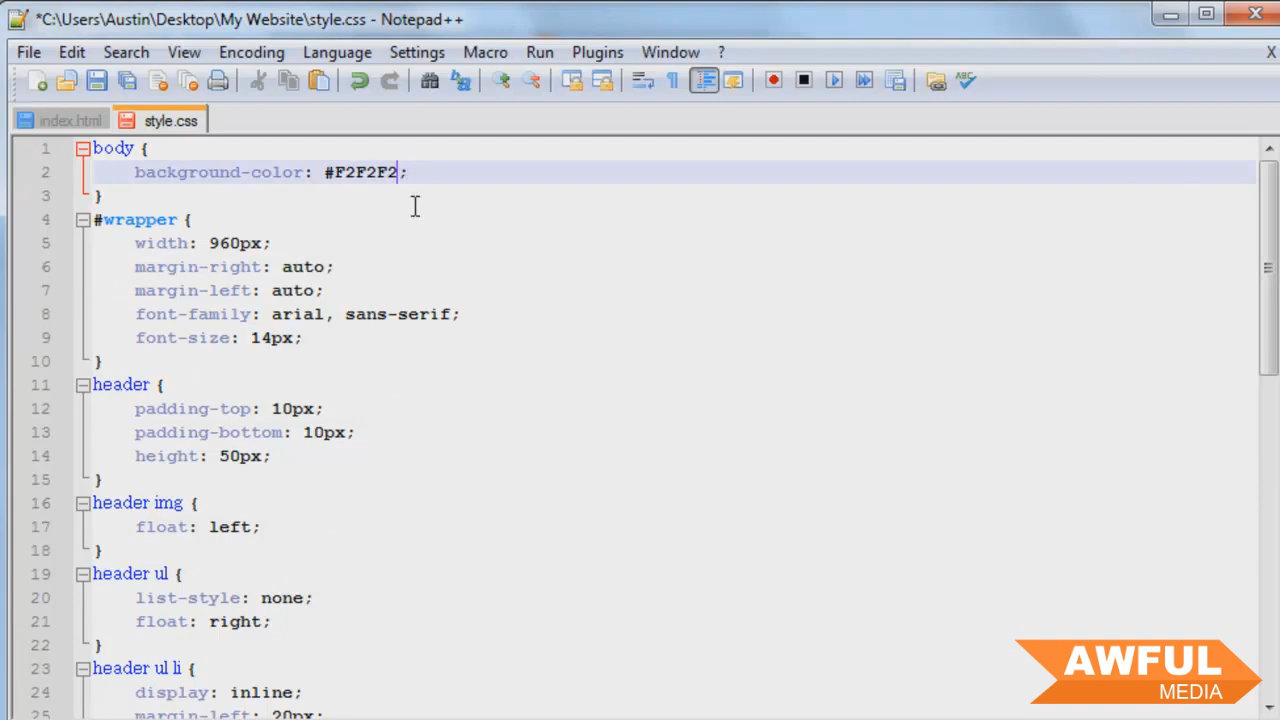 *C:\Users\Austin\Desktop\My Website\style.css - Notepad++
File Edit Search View Encoding Language Settings Macro Run Plugins Window ? X
index.html style.css
1 body {
2 background-color: #F2F2F2;
3 }
4 #wrapper {
5 width: 960px;
6 margin-right: auto;
7 margin-left: auto;
8 font-family: arial, sans-serif;
9 font-size: 14px;
10 }
11 header {
12 padding-top: 10px;
13 padding-bottom: 10px;
14 height: 50px;
15 }
16 header img {
17 float: left;
18 }
19 header ul {
20 list-style: none;
21 float: right;
22 }
23 header ul li {
24 display: inline;
25 margin-left: 20px;
AWFUL
MEDIA